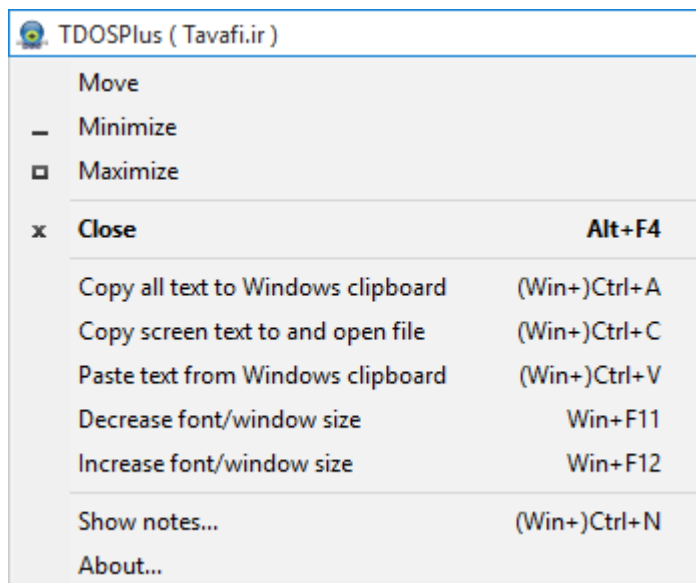 TDOSPlus ( Tavafi.ir )
Move
Minimize
Maximize
Close Alt+F4
Copy all text to Windows clipboard (Win+)Ctrl+A
Copy screen text to and open file (Win+)Ctrl+C
Paste text from Windows clipboard (Win+)Ctrl+V
Decrease font/window size Win+F11
Increase font/window size Win+F12
Show notes... (Win+)Ctrl+N
About...